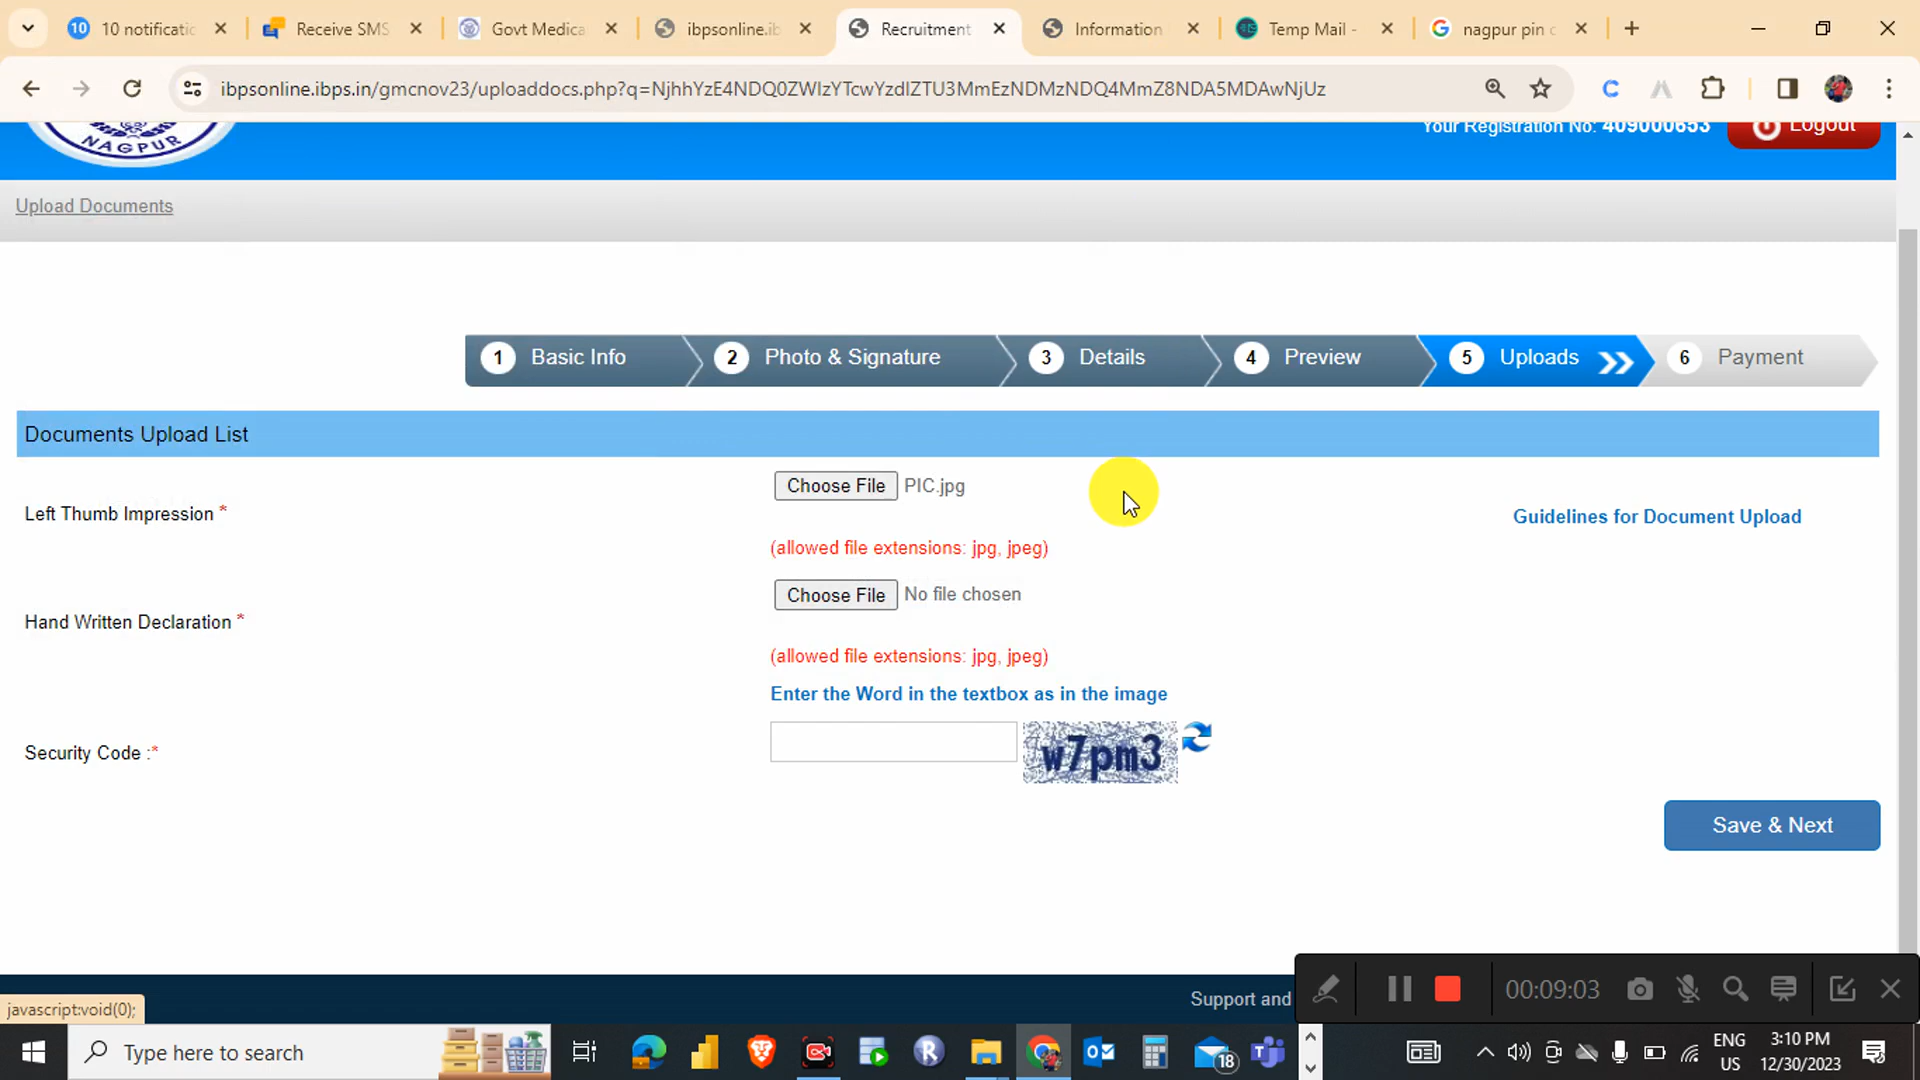 10 notificatio
Receive SMS
Govt Medica
ibpsonline.ib
Recruitment
Information
Temp Mail -
nagpur pin c
ibpsonline.ibps.in/gmcnov23/uploaddocs.php?q=NjhhYzE4NDQ0ZWIzYTcwYzdlZTU3MmEzNDMzNDQ4MmZ8NDA5MDAwNjUz
NAGPUR
Your Registration No: 409000653
Logout
Upload Documents
1 Basic Info
2 Photo & Signature
3 Details
4 Preview
5 Uploads
6 Payment
Documents Upload List
Left Thumb Impression *
Choose File PIC.jpg
(allowed file extensions: jpg, jpeg)
Guidelines for Document Upload
Hand Written Declaration *
Choose File No file chosen
(allowed file extensions: jpg, jpeg)
Enter the Word in the textbox as in the image
Security Code :*
w7pm3
Save & Next
Support and
00:09:03
javascript:void(0);
Type here to search
18
ENG
US
3:10 PM
12/30/2023